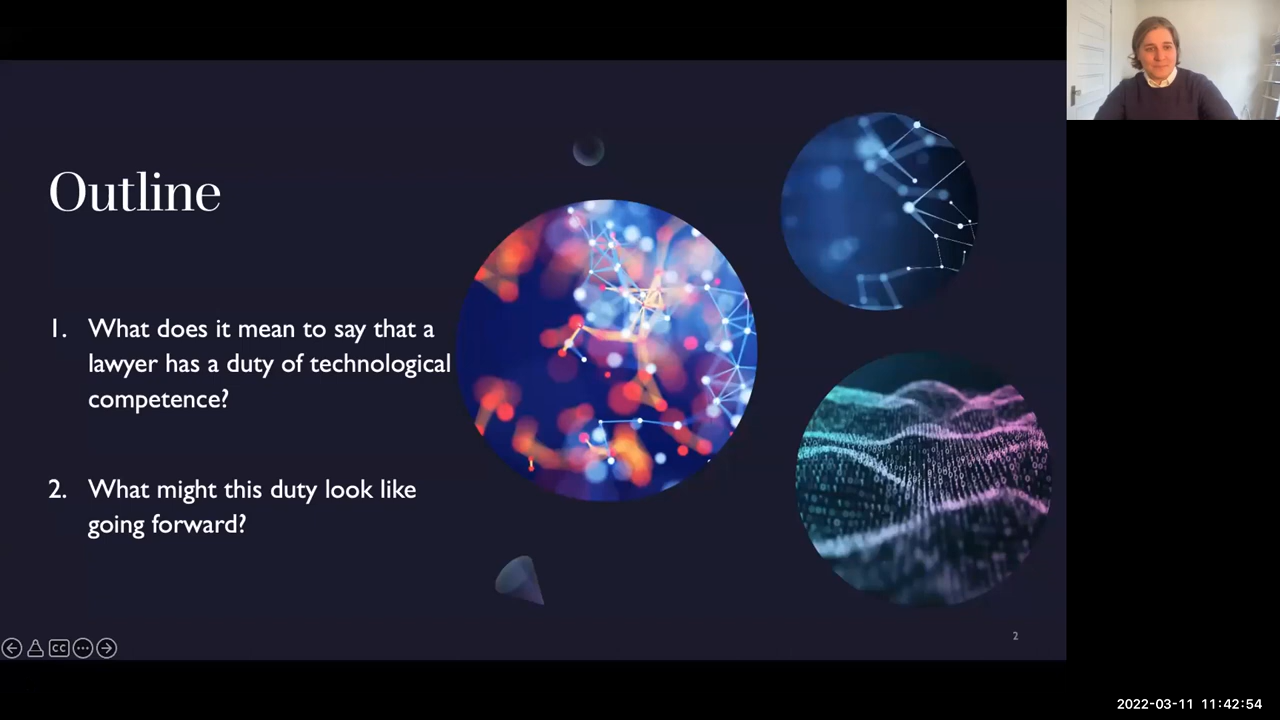 Outline
1. What does it mean to say that a
lawyer has a duty of technological
competence?
2. What might this duty look like
going forward?
CC
2
2022-03-11 11:42:54